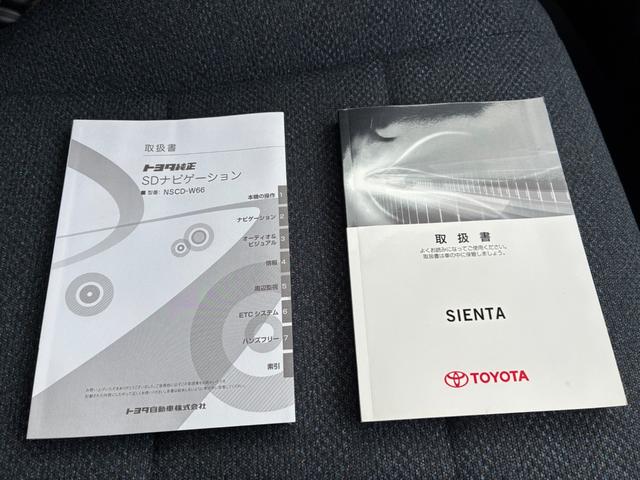 取扱書
トヨタ純正
SDナビゲーション
■ 型番: NSCD-W66
本機の操作 1
ナビゲーション 2
オーディオ&
ビジュアル 3
情報 4
周辺監視 5
ETCシステム 6
ハンズフリー 7
索引
トヨタ自動車株式会社
取扱書
よくお読みになってご使用ください。
取扱書は車の中に保管しましょう。
SIENTA
TOYOTA